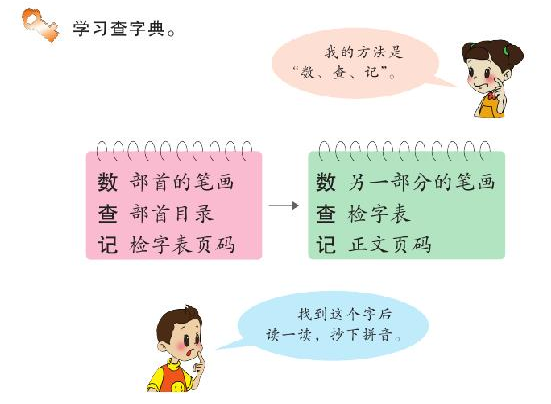 学习查字典。
我的方法是
“数、查、记”。
数 部首的笔画
查 部首目录
记 检字表页码
数 另一部分的笔画
查 检字表
记 正文页码
找到这个字后
读一读，抄下拼音。